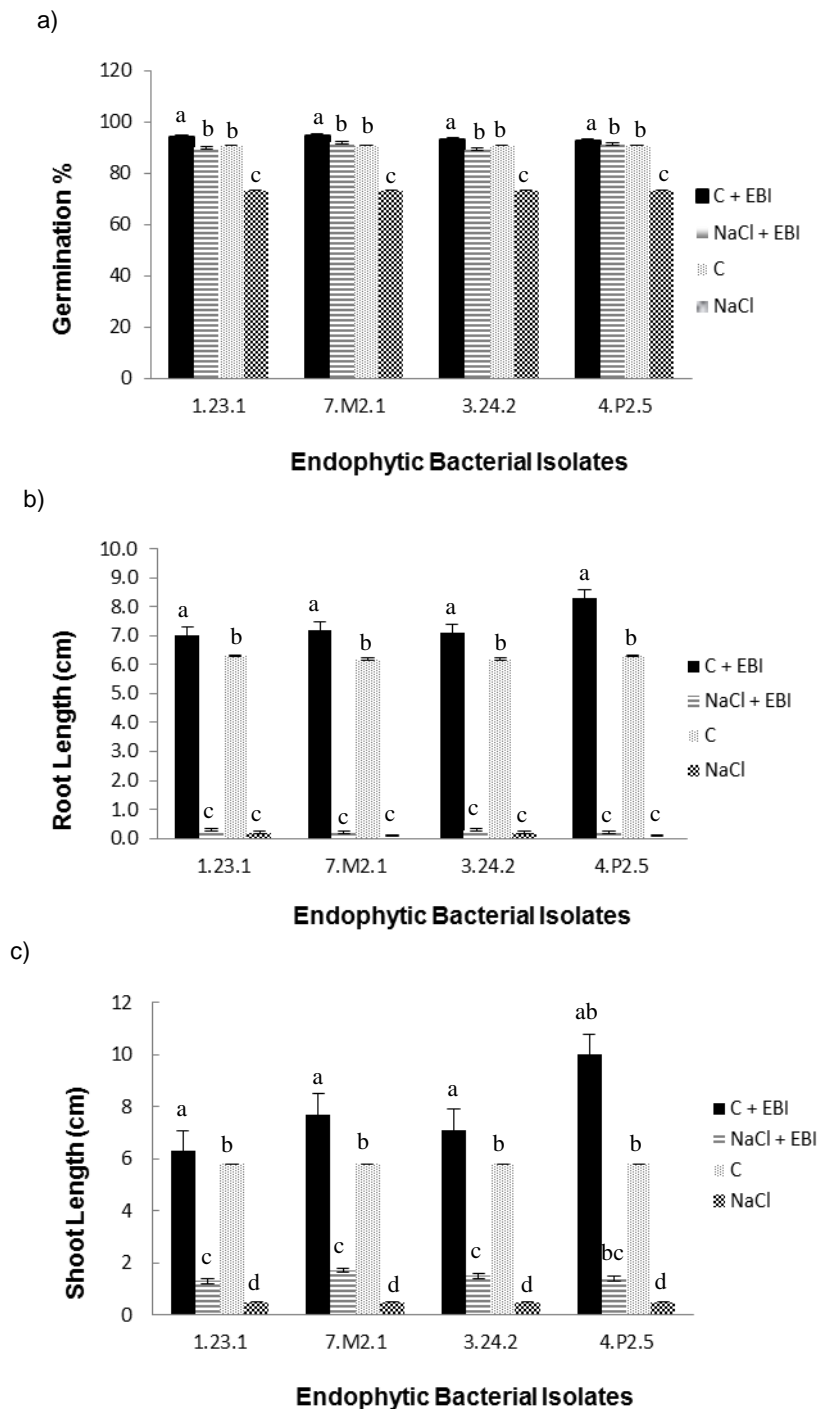 a)
120
100
80
60
40
20
0
Germination %
a b b c a b b c a b b c a b b c
1.23.1 7.M2.1 3.24.2 4.P2.5
Endophytic Bacterial Isolates
C + EBI
NaCl + EBI
C
NaCl
b)
10.0
9.0
8.0
7.0
6.0
5.0
4.0
3.0
2.0
1.0
0.0
Root Length (cm)
a c b c a c b c a c b c a c b c
1.23.1 7.M2.1 3.24.2 4.P2.5
Endophytic Bacterial Isolates
C + EBI
NaCl + EBI
C
NaCl
c)
12
10
8
6
4
2
0
Shoot Length (cm)
a c b d a c b d a c b d ab bc b d
1.23.1 7.M2.1 3.24.2 4.P2.5
Endophytic Bacterial Isolates
C + EBI
NaCl + EBI
C
NaCl